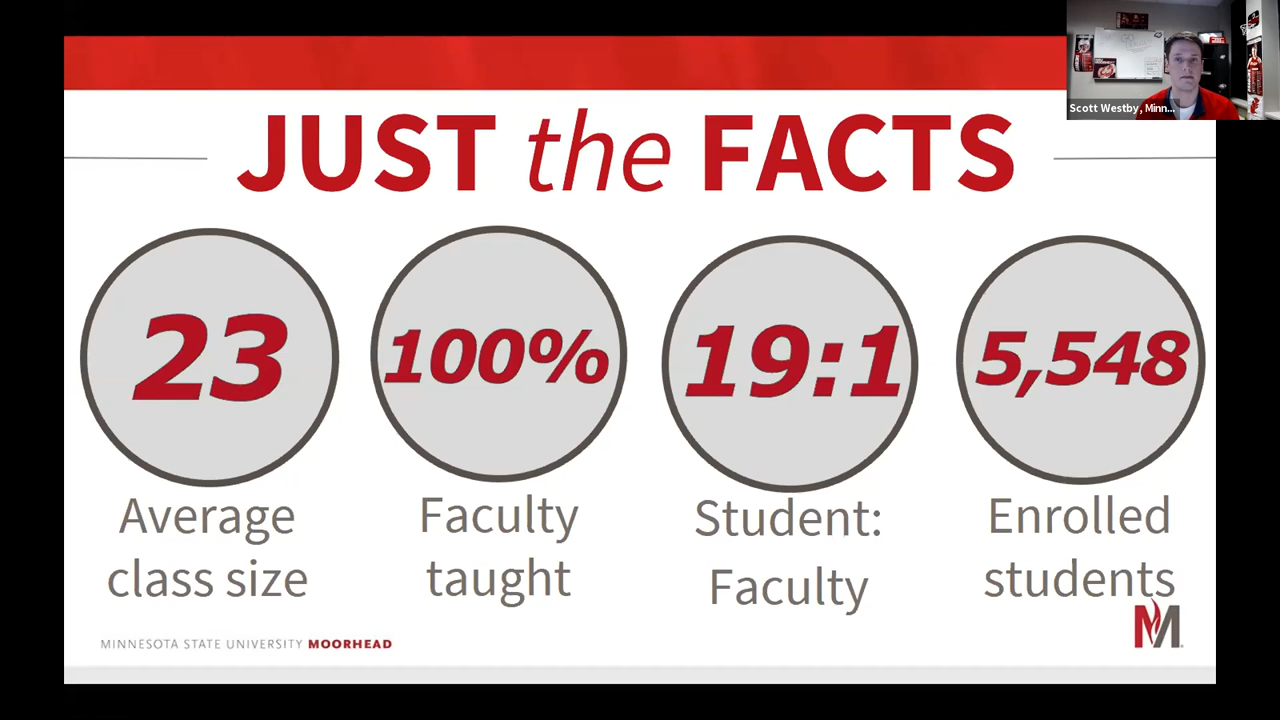 Scott Westby, Minn...
JUST the FACTS
23
100%
19:1
5,548
Average
class size
Faculty
taught
Student:
Faculty
Enrolled
students
MINNESOTA STATE UNIVERSITY MOORHEAD
M